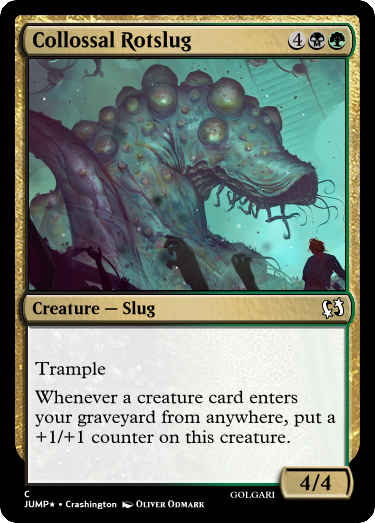 Collossal Rotslug 4
Creature — Slug
Trample
Whenever a creature card enters
your graveyard from anywhere, put a
+1/+1 counter on this creature.
4/4
C
JUMP★ • Crashington Oliver Odmark
GOLGARI